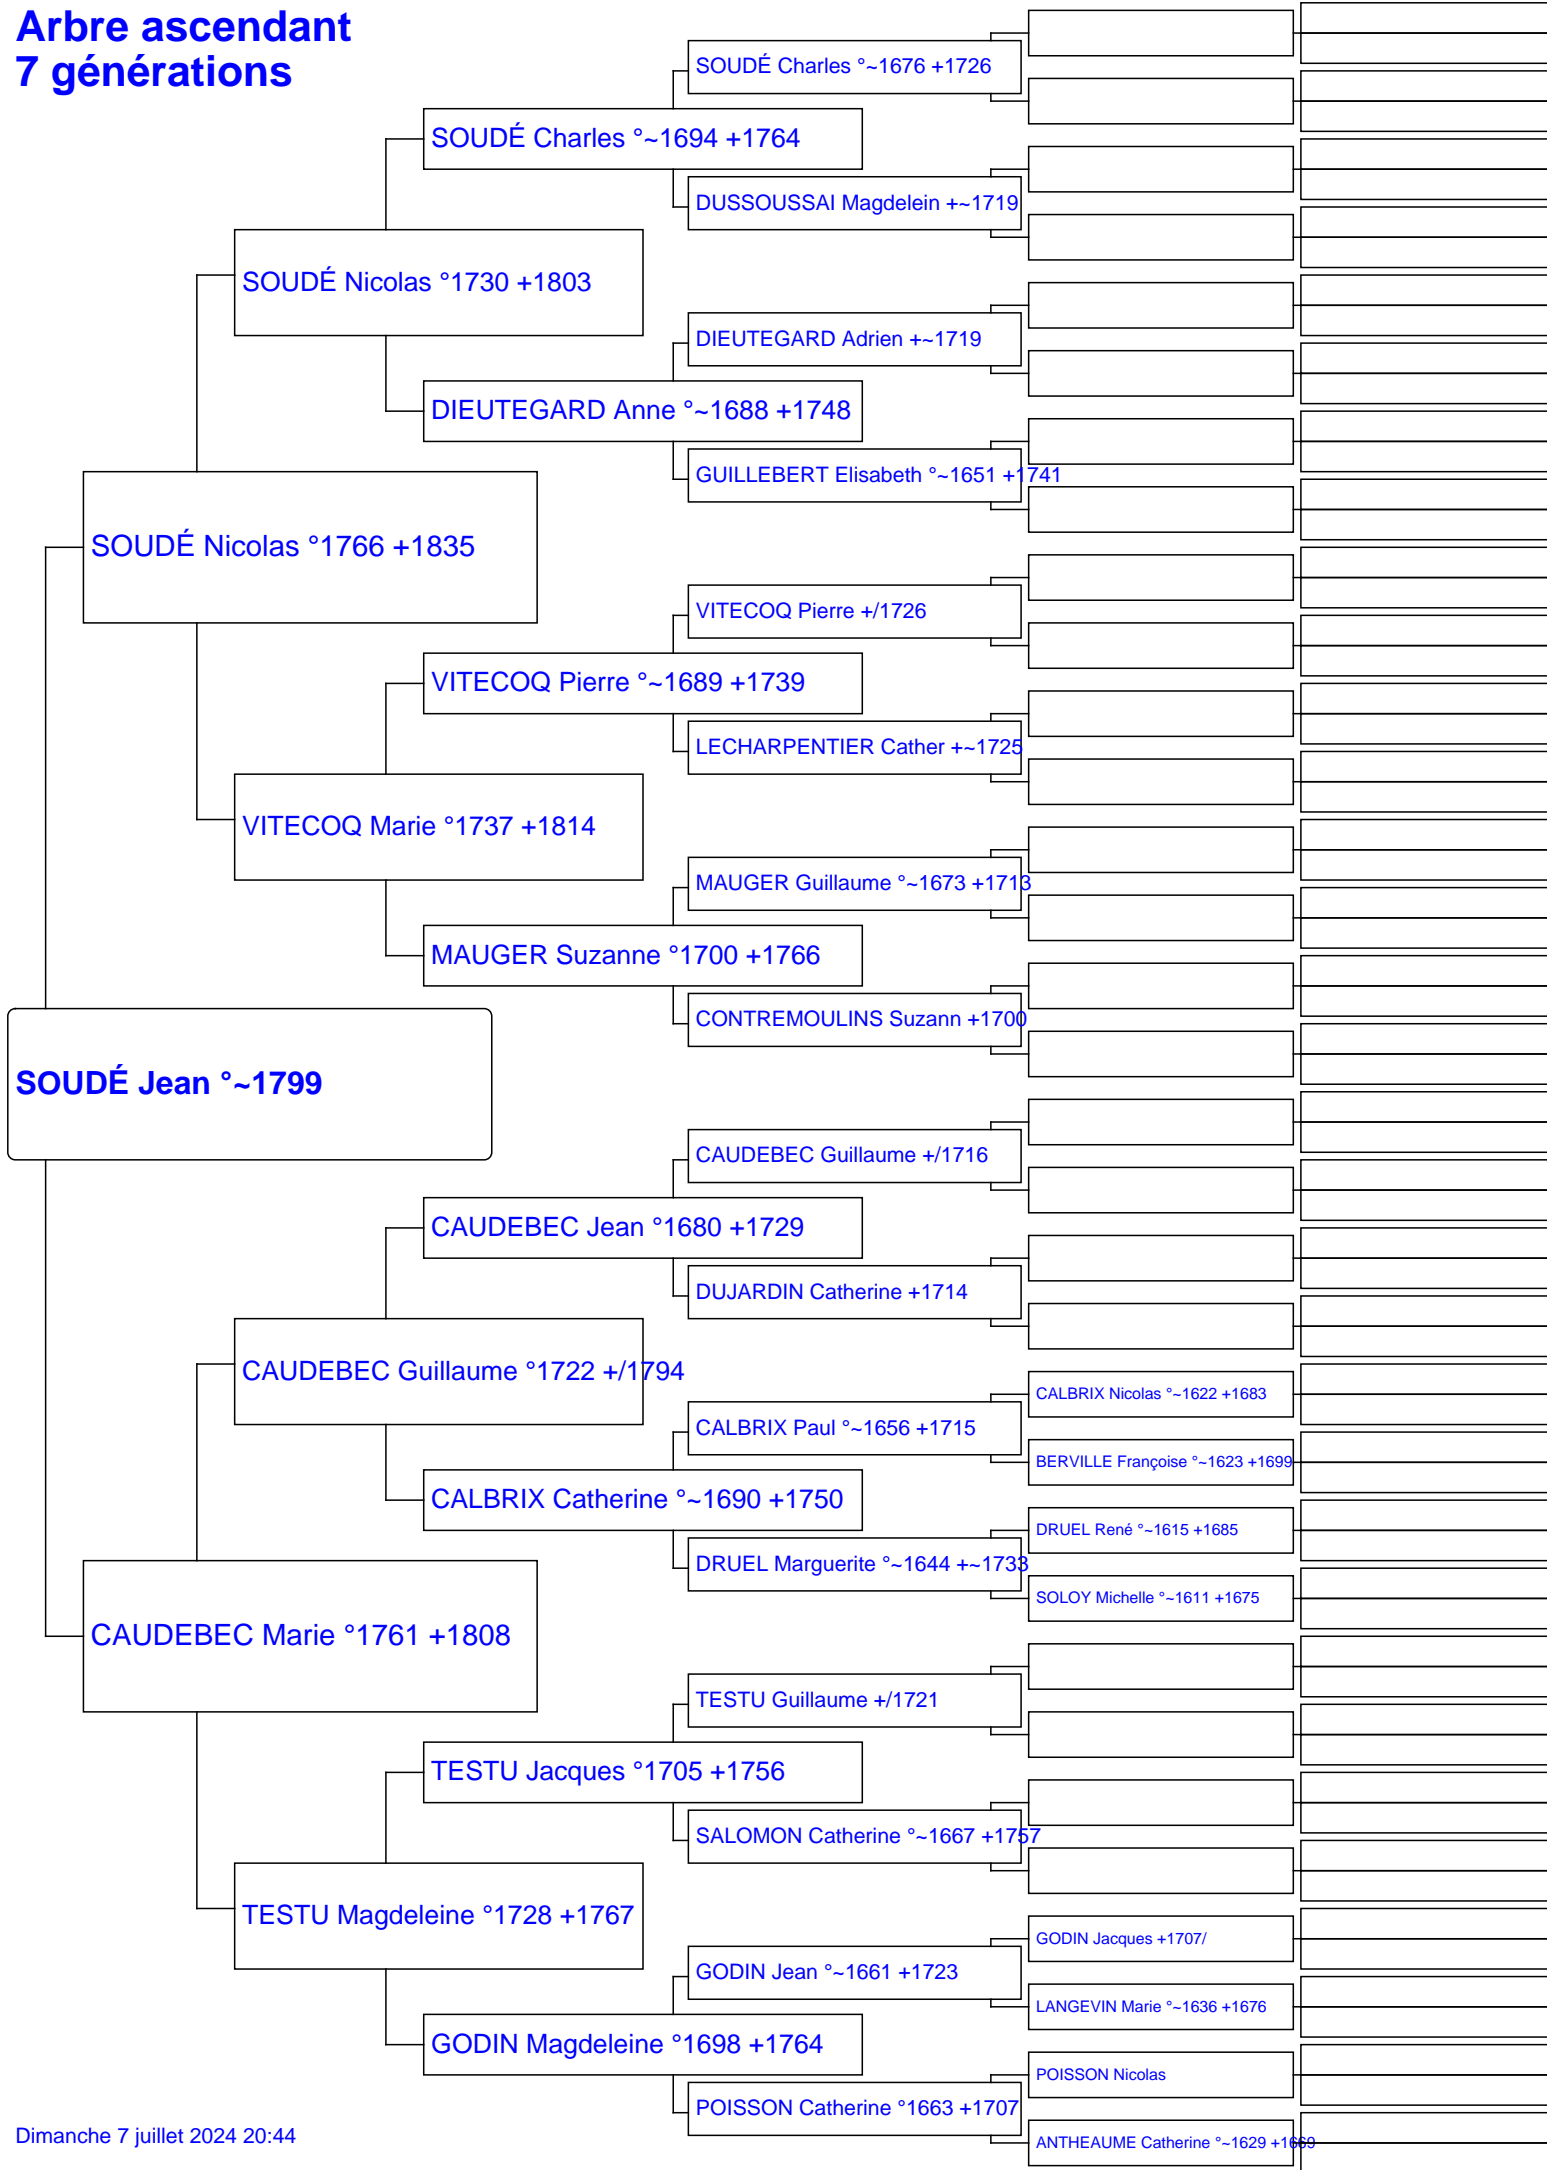 Arbre ascendant
7 générations
SOUDÉ Charles °~1676 +1726
SOUDÉ Charles °~1694 +1764
DUSSOUSSAI Magdelein +~1719
SOUDÉ Nicolas °1730 +1803
DIEUTEGARD Adrien +~1719
DIEUTEGARD Anne °~1688 +1748
GUILLEBERT Elisabeth °~1651 +1741
SOUDÉ Nicolas °1766 +1835
VITECOQ Pierre +/1726
VITECOQ Pierre °~1689 +1739
LECHARPENTIER Cather +~1725
VITECOQ Marie °1737 +1814
MAUGER Guillaume °~1673 +1713
MAUGER Suzanne °1700 +1766
CONTREMOULINS Suzann +1700
SOUDÉ Jean °~1799
CAUDEBEC Guillaume +/1716
CAUDEBEC Jean °1680 +1729
DUJARDIN Catherine +1714
CAUDEBEC Guillaume °1722 +/1794
CALBRIX Nicolas °~1622 +1683
CALBRIX Paul °~1656 +1715
BERVILLE Françoise °~1623 +1699
CALBRIX Catherine °~1690 +1750
DRUEL René °~1615 +1685
DRUEL Marguerite °~1644 +~1733
SOLOY Michelle °~1611 +1675
CAUDEBEC Marie °1761 +1808
TESTU Guillaume +/1721
TESTU Jacques °1705 +1756
SALOMON Catherine °~1667 +1757
TESTU Magdeleine °1728 +1767
GODIN Jacques +1707/
GODIN Jean °~1661 +1723
LANGEVIN Marie °~1636 +1676
GODIN Magdeleine °1698 +1764
POISSON Nicolas
POISSON Catherine °1663 +1707
ANTHEAUME Catherine °~1629 +1669
Dimanche 7 juillet 2024 20:44